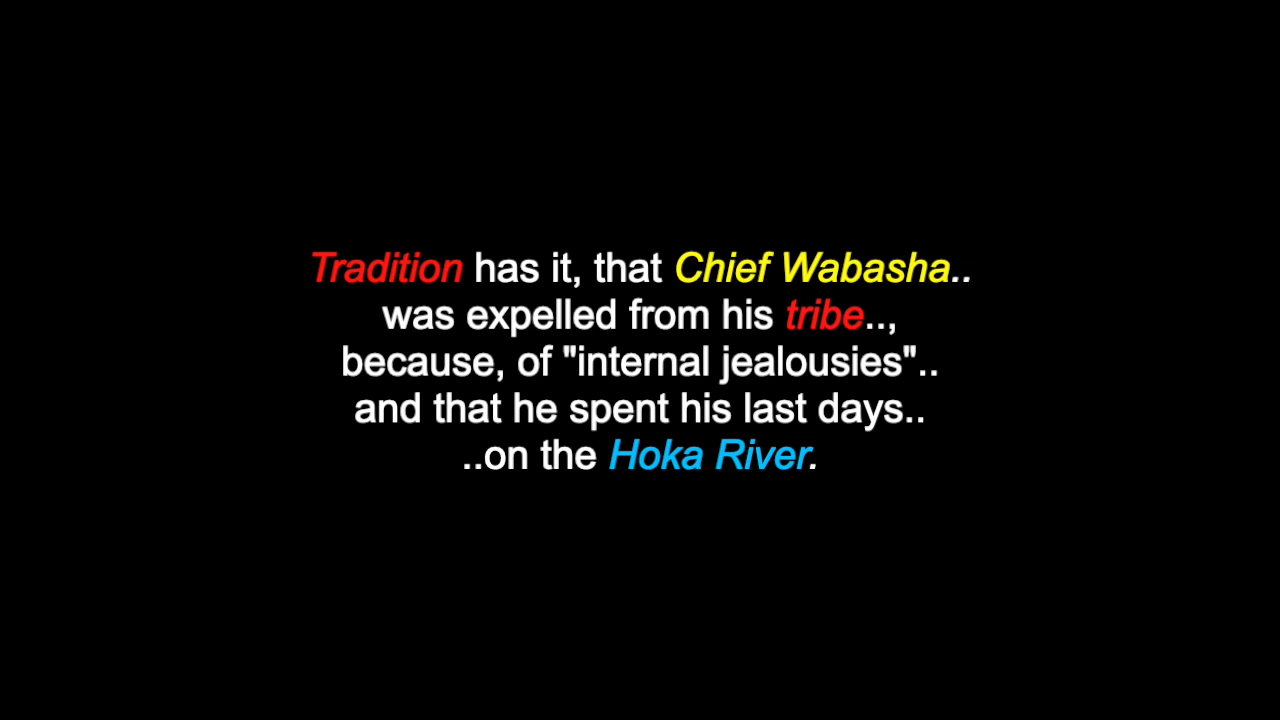 Tradition has it, that Chief Wabasha..
was expelled from his tribe..,
because, of "internal jealousies"..
and that he spent his last days..
..on the Hoka River.